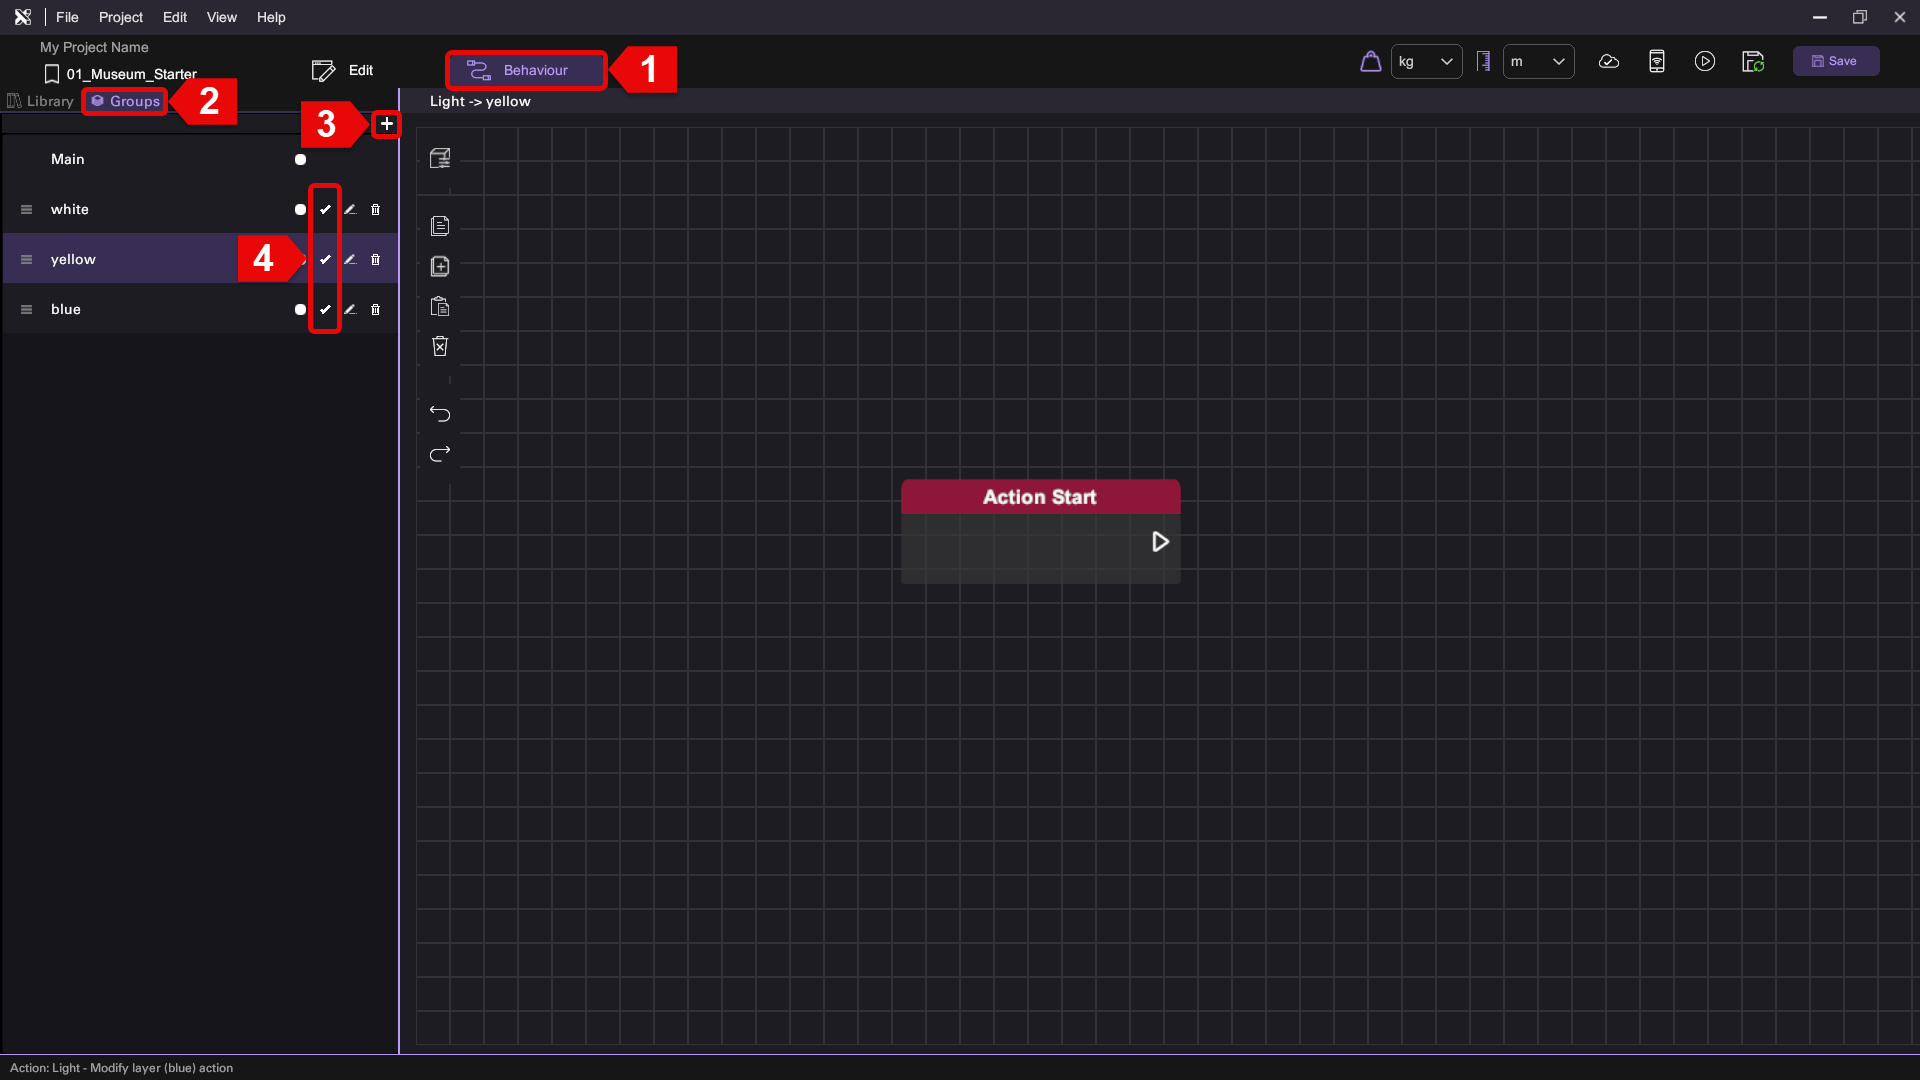 File Project Edit View Help
My Project Name
01_Museum_Starter
Edit
Behaviour
1
kg
m
Save
Library
Groups
2
Light -> yellow
3
Main
white
yellow
4
blue
Action Start
Action: Light - Modify layer (blue) action